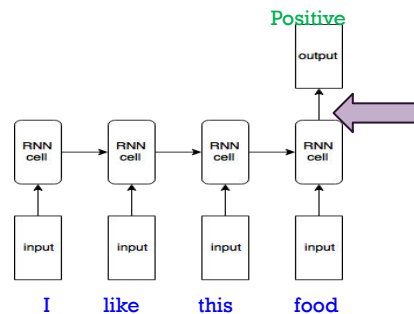 Positive
output
RNN cell
RNN cell
RNN cell
RNN cell
input
input
input
input
I like this food